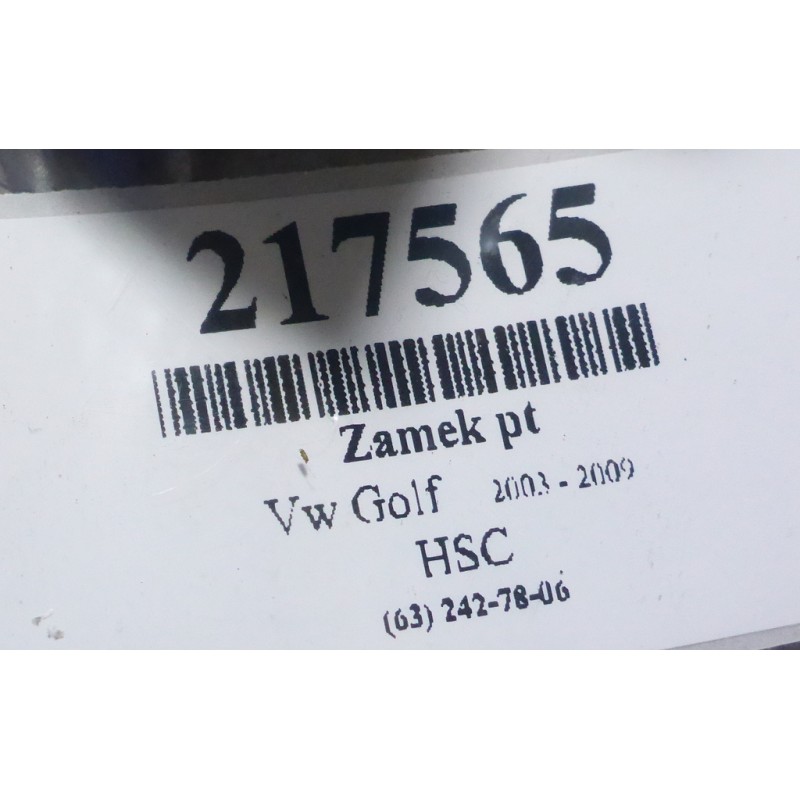 217565
Zamek pt
Vw Golf 2003 - 2009
HSC
(63) 242-78-06